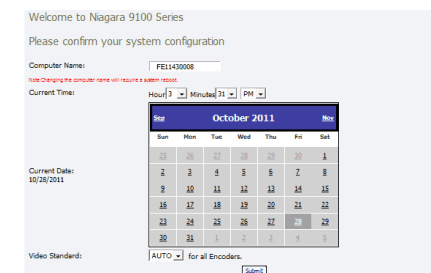 Welcome to Niagara 9100 Series
Please confirm your system configuration
Computer Name: FE11430008
Note:Changing the computer name will require a system reboot.
Current Time: Hour 3 Minutes 31 PM
Sep October 2011 Nov
Sun Mon Tue Wed Thu Fri Sat
25 26 27 28 29 30 1
2 3 4 5 6 7 8
9 10 11 12 13 14 15
16 17 18 19 20 21 22
23 24 25 26 27 28 29
30 31 1 2 3 4 5
Current Date:
10/28/2011
Video Standard: AUTO for all Encoders.
Submit